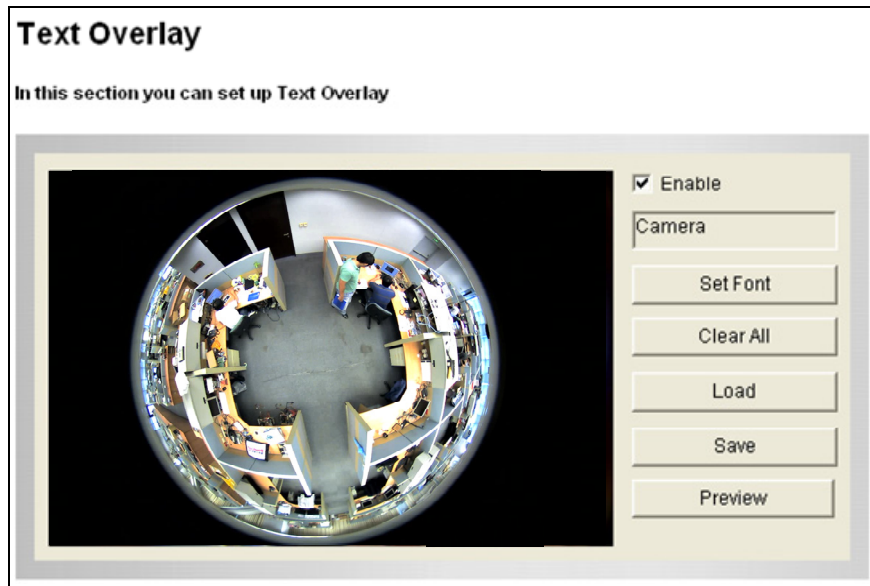 Text Overlay
In this section you can set up Text Overlay
Enable
Camera
Set Font
Clear All
Load
Save
Preview